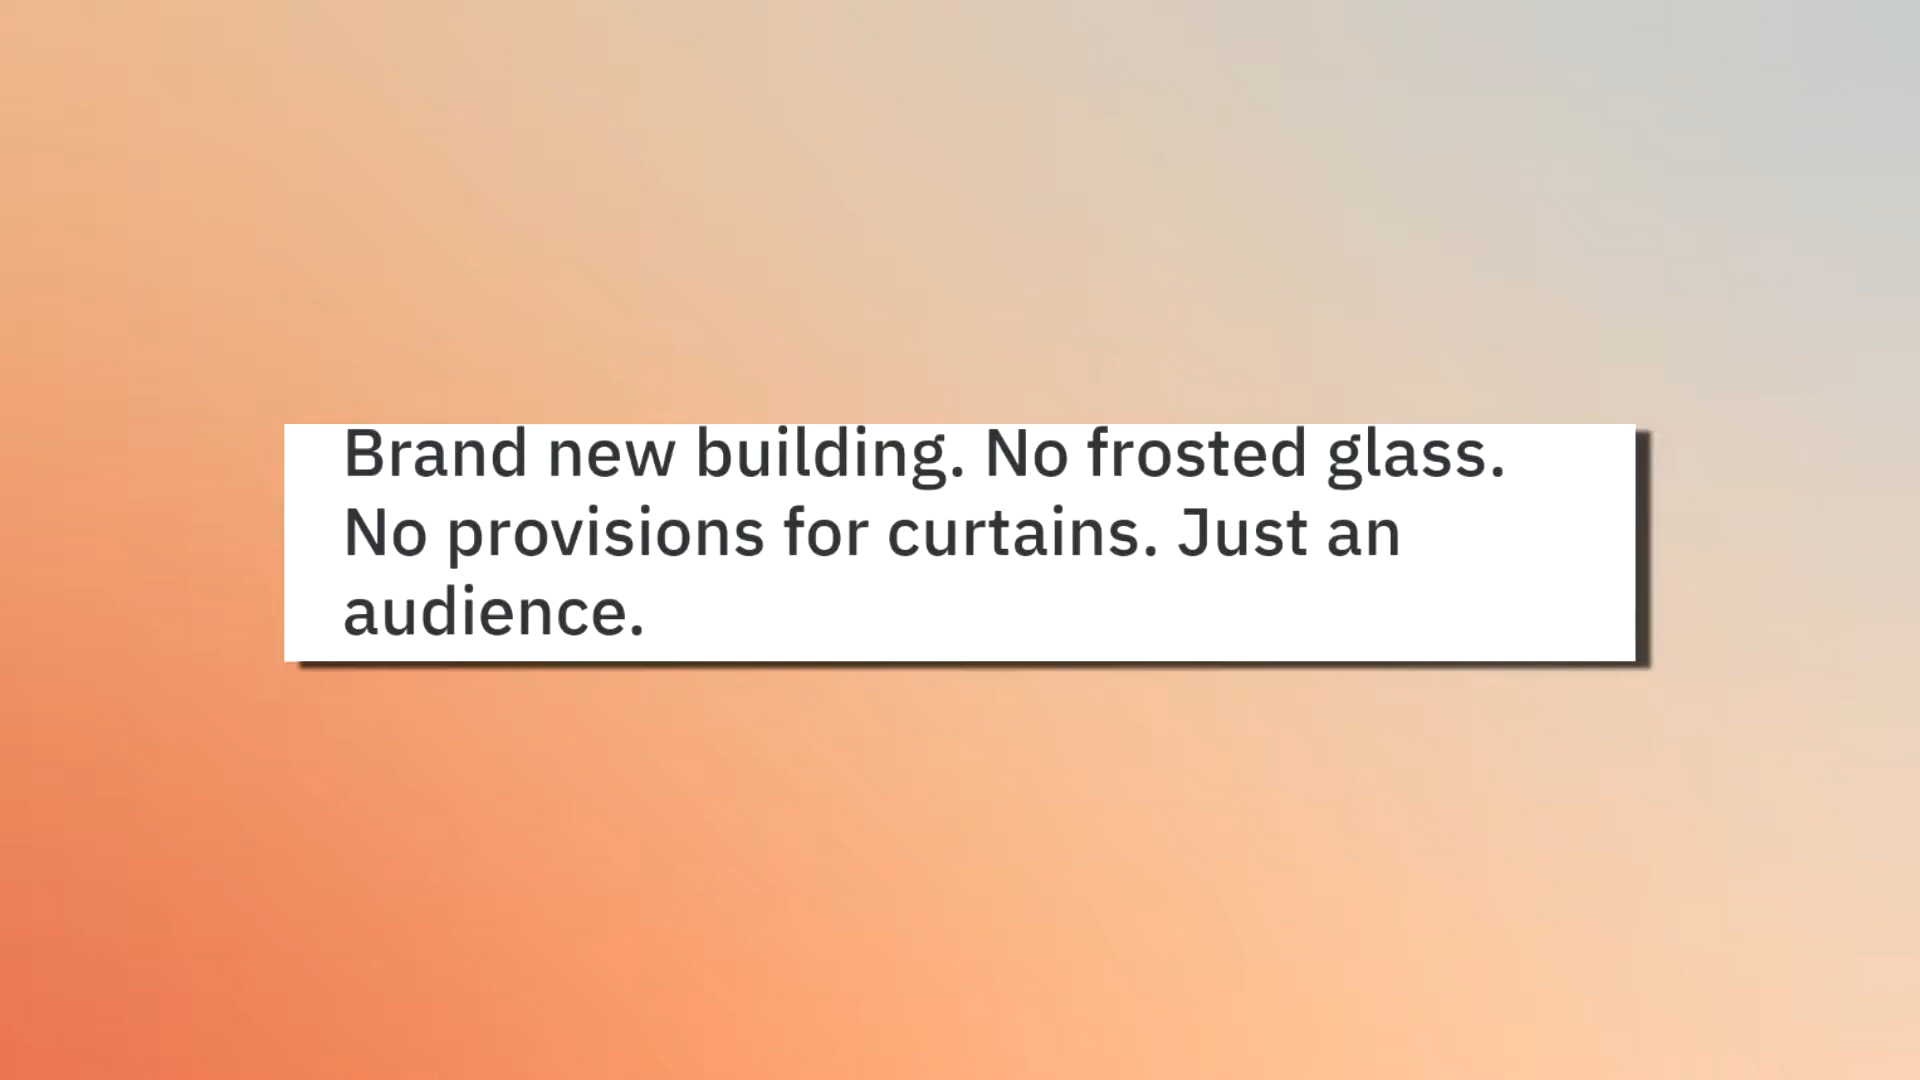 Brand new building. No frosted glass.
No provisions for curtains. Just an
audience.